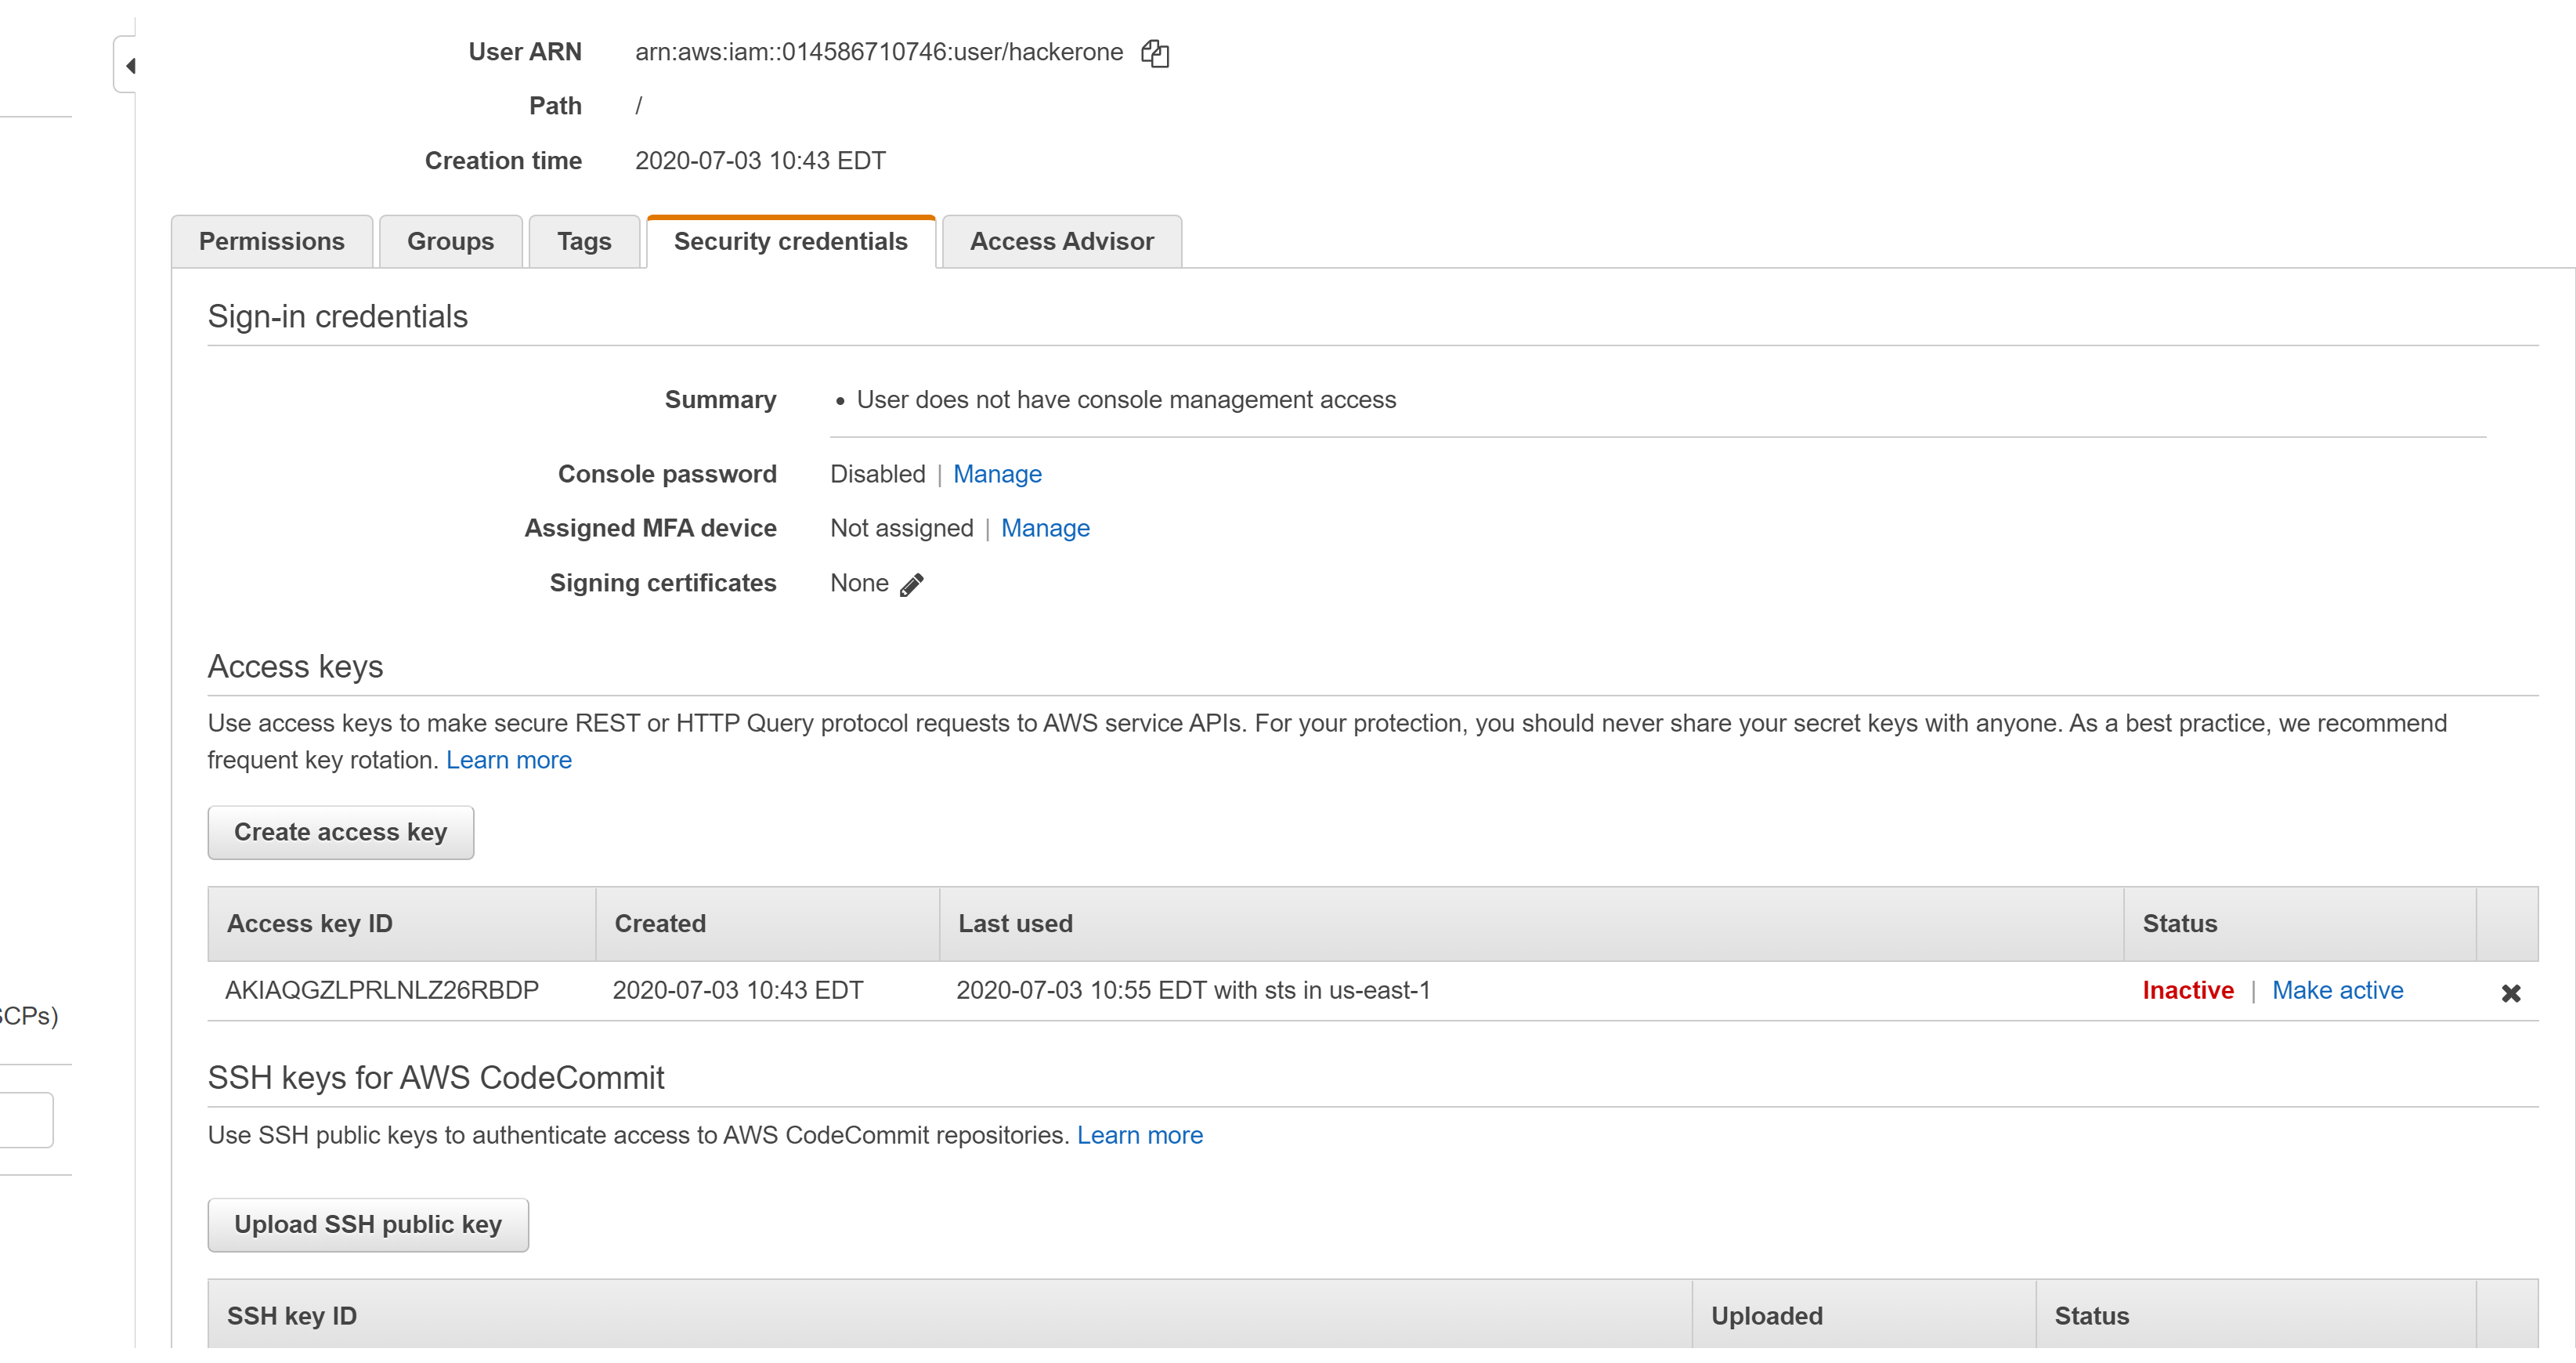 User ARN arn:aws:iam::014586710746:user/hackerone
Path /
Creation time 2020-07-03 10:43 EDT
Permissions Groups Tags Security credentials Access Advisor
Sign-in credentials
Summary • User does not have console management access
Console password Disabled | Manage
Assigned MFA device Not assigned | Manage
Signing certificates None
Access keys
Use access keys to make secure REST or HTTP Query protocol requests to AWS service APIs. For your protection, you should never share your secret keys with anyone. As a best practice, we recommend
frequent key rotation. Learn more
Create access key
Access key ID Created Last used Status
AKIAQGZLPRLNLZ26RBDP 2020-07-03 10:43 EDT 2020-07-03 10:55 EDT with sts in us-east-1 Inactive | Make active
SCPs)
SSH keys for AWS CodeCommit
Use SSH public keys to authenticate access to AWS CodeCommit repositories. Learn more
Upload SSH public key
SSH key ID Uploaded Status